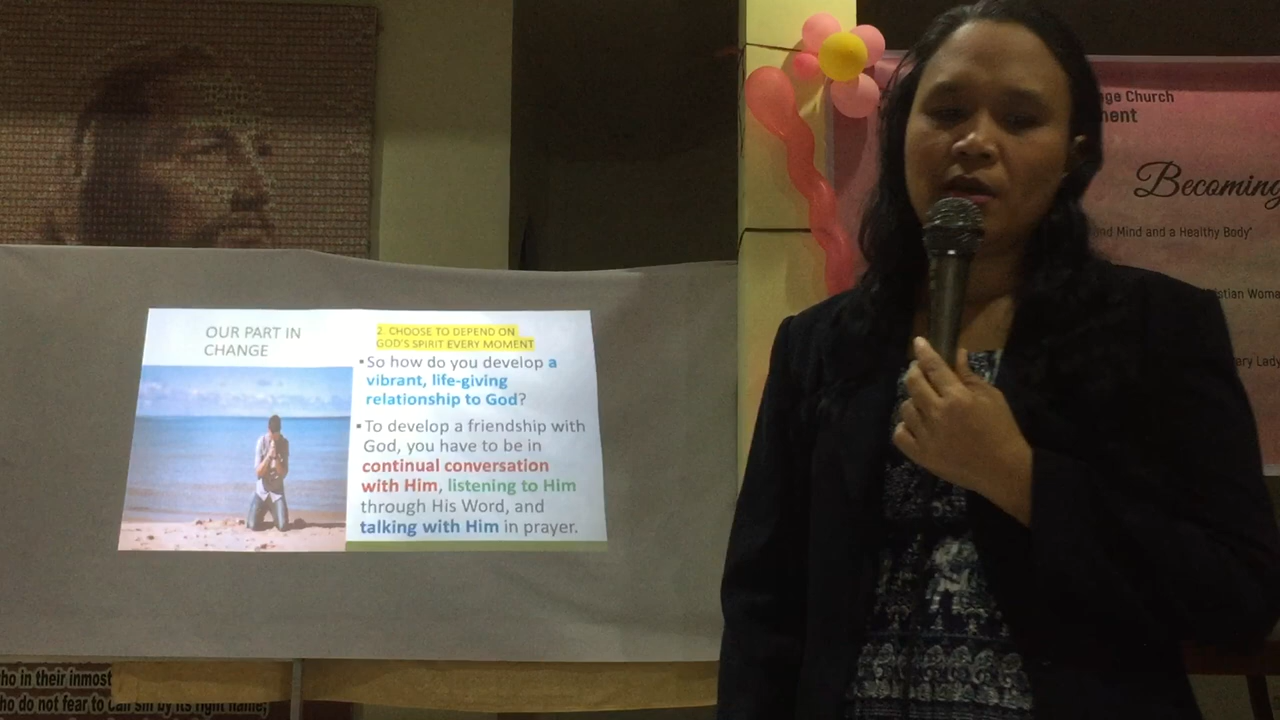 OUR PART IN
CHANGE
2. CHOOSE TO DEPEND ON
GOD'S SPIRIT EVERY MOMENT
▪So how do you develop a
vibrant, life-giving
relationship to God?
▪To develop a friendship with
God, you have to be in
continual conversation
with Him, listening to Him
through His Word, and
talking with Him in prayer.
Church
Becoming
Mind and a Healthy Body"
Lady
in their inmost
do not fear to call sin by its right name;